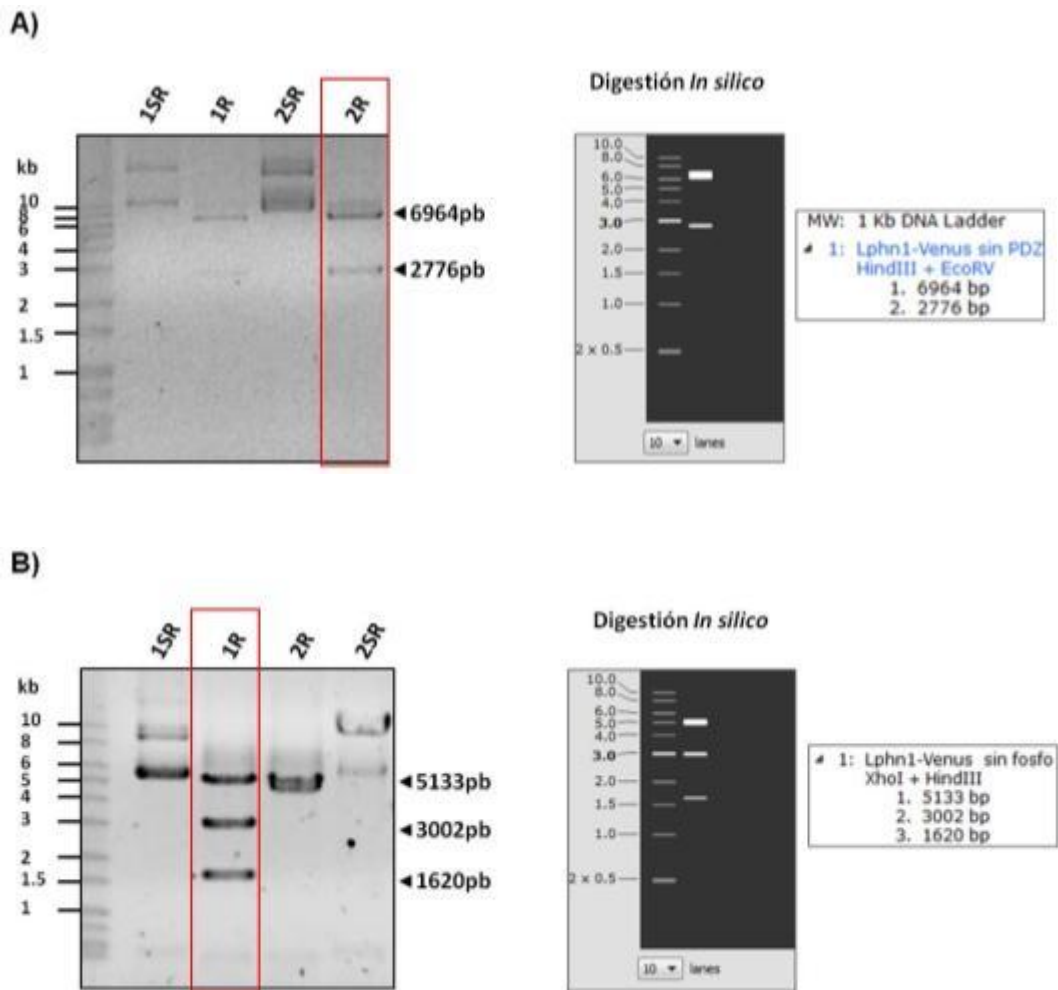 A)
1SR 1R 2SR 2R
kb
10
8
6
4
3
2
1.5
1
◄6964pb
◄2776pb
Digestión In silico
10.0
8.0
6.0
5.0
4.0
3.0
2.0
1.5
1.0
2 x 0.5
10 ▼ lanes
MW: 1 Kb DNA Ladder
1: Lphn1-Venus sin PDZ
HindIII + EcoRV
1. 6964 bp
2. 2776 bp
B)
1SR 1R 2R 2SR
kb
10
8
6
5
4
3
2
1.5
1
◄5133pb
◄3002pb
◄1620pb
Digestión In silico
10.0
8.0
6.0
5.0
4.0
3.0
2.0
1.5
1.0
2 x 0.5
10 ▼ lanes
1: Lphn1-Venus sin fosfo
XhoI + HindIII
1. 5133 bp
2. 3002 bp
3. 1620 bp